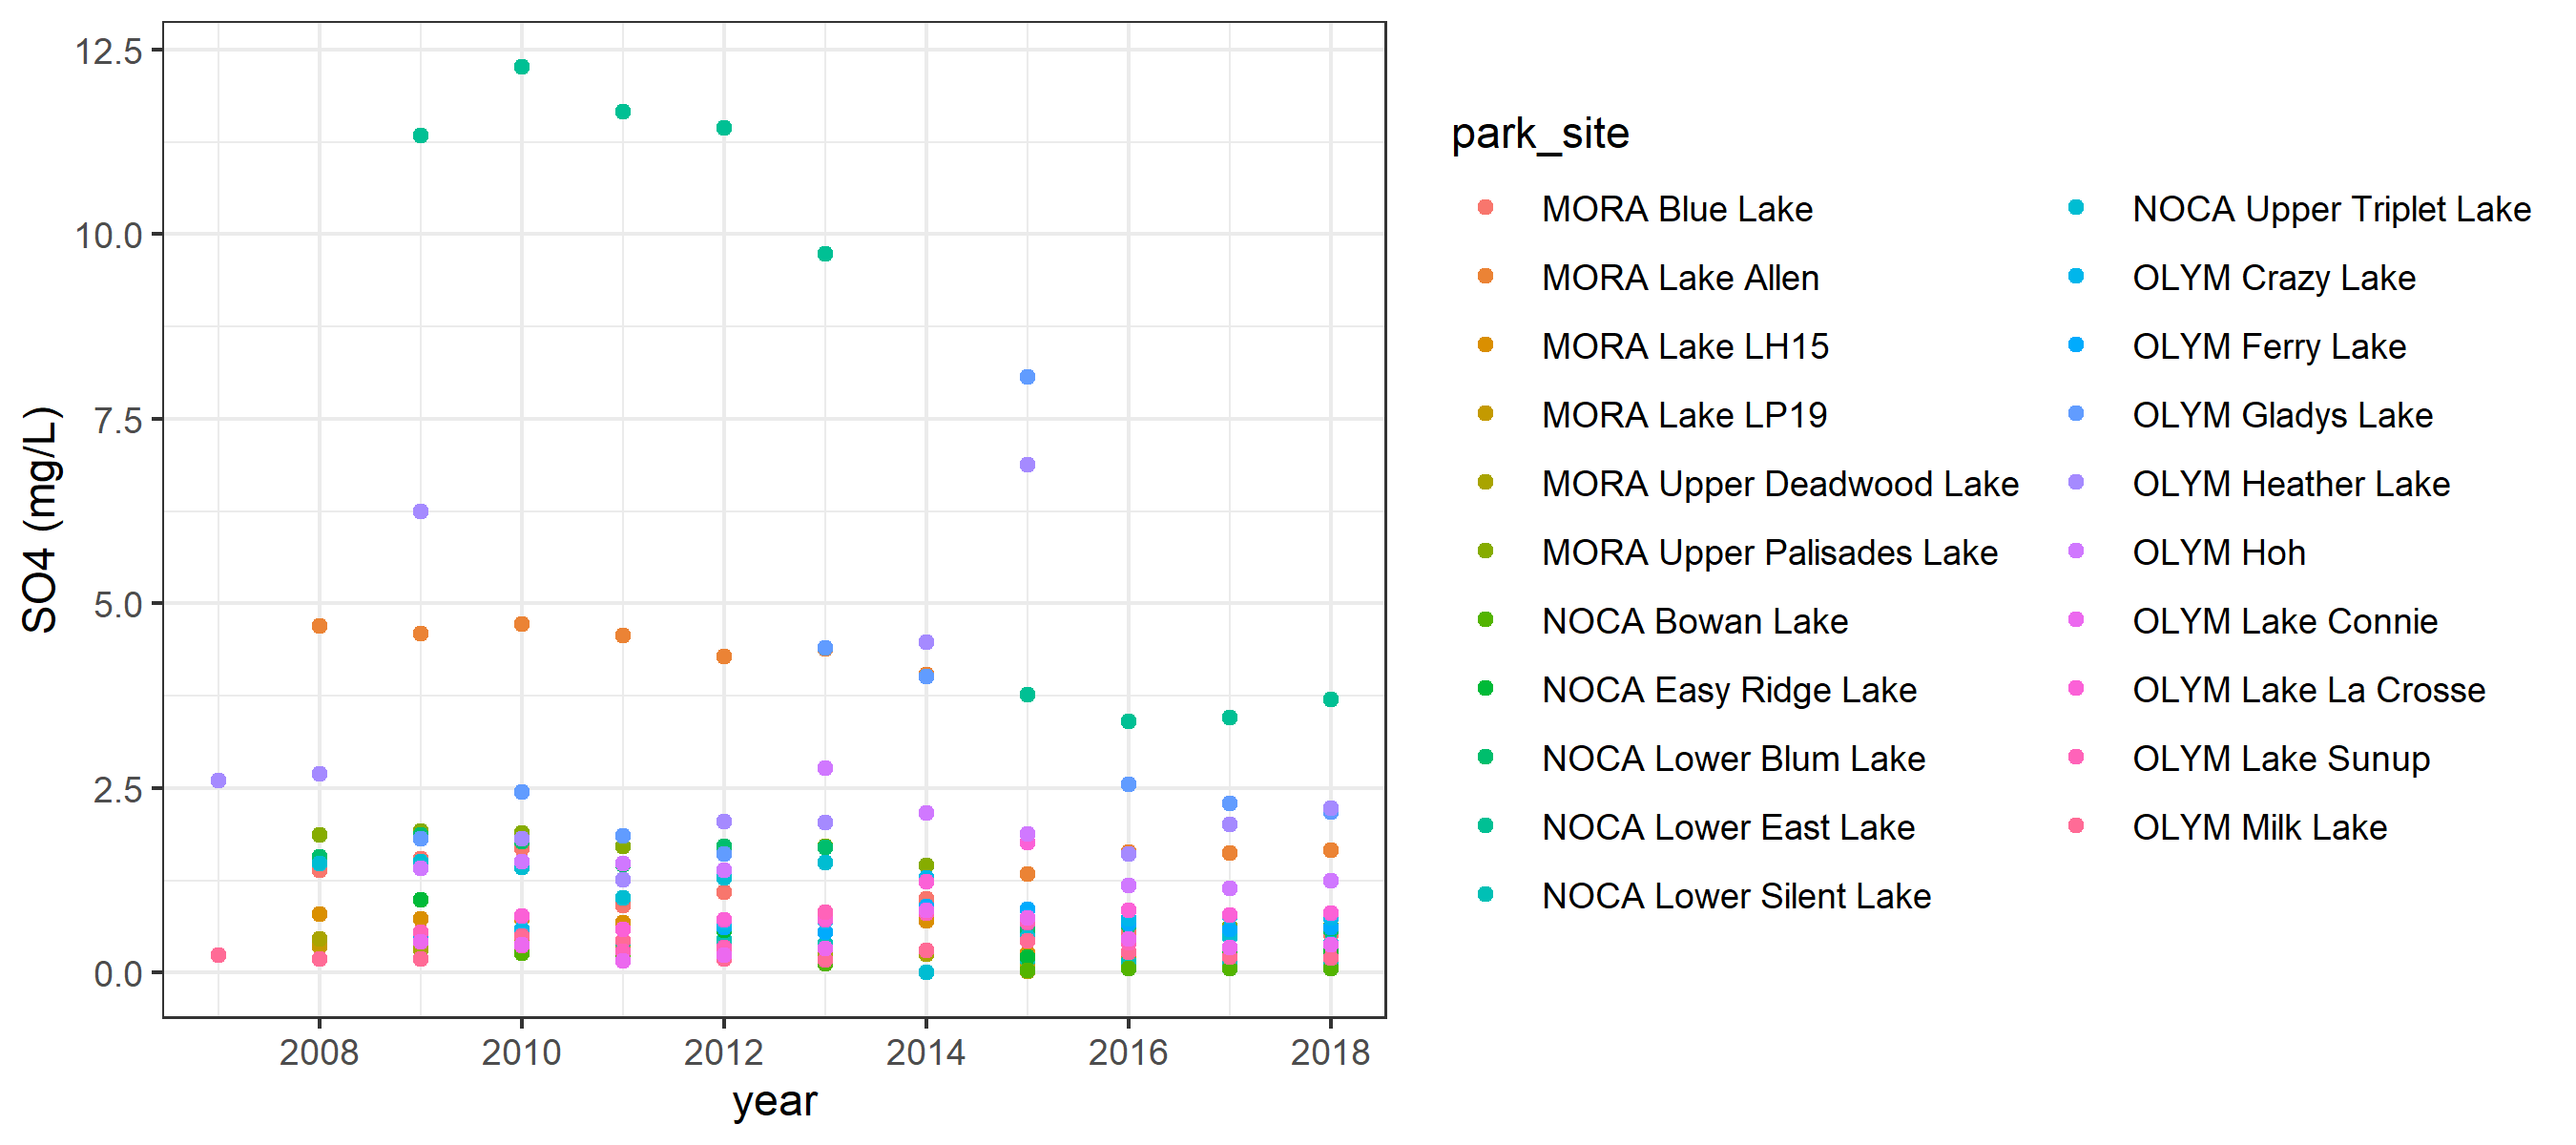 12.5
10.0
7.5
5.0
2.5
0.0
SO4 (mg/L)
2008 2010 2012 2014 2016 2018
year
park_site
MORA Blue Lake
MORA Lake Allen
MORA Lake LH15
MORA Lake LP19
MORA Upper Deadwood Lake
MORA Upper Palisades Lake
NOCA Bowan Lake
NOCA Easy Ridge Lake
NOCA Lower Blum Lake
NOCA Lower East Lake
NOCA Lower Silent Lake
NOCA Upper Triplet Lake
OLYM Crazy Lake
OLYM Ferry Lake
OLYM Gladys Lake
OLYM Heather Lake
OLYM Hoh
OLYM Lake Connie
OLYM Lake La Crosse
OLYM Lake Sunup
OLYM Milk Lake